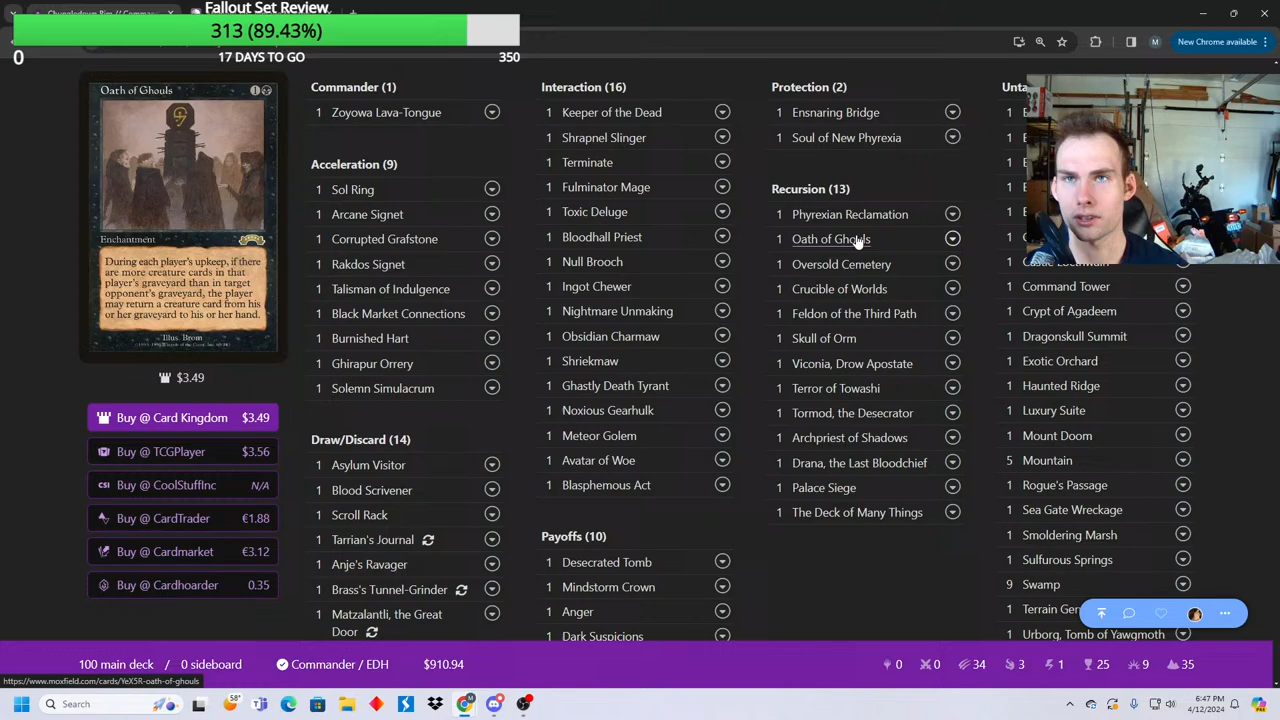 Fallout Set Review
313 (89.43%)
0
17 DAYS TO GO
350
New Chrome available
Oath of Ghouls
1
Enchantment
During each player's upkeep, if there
are more creature cards in that
player's graveyard than in target
opponent's graveyard, the player
may return a creature card from his
or her graveyard to his or her hand.
Illus. Brom
$3.49
Buy @ Card Kingdom $3.49
Buy @ TCGPlayer $3.56
CSI Buy @ CoolStuffInc N/A
Buy @ CardTrader €1.88
Buy @ Cardmarket €3.12
Buy @ Cardhoarder 0.35
Commander (1)
1 Zoyowa Lava-Tongue
Acceleration (9)
1 Sol Ring
1 Arcane Signet
1 Corrupted Grafstone
1 Rakdos Signet
1 Talisman of Indulgence
1 Black Market Connections
1 Burnished Hart
1 Ghirapur Orrery
1 Solemn Simulacrum
Draw/Discard (14)
1 Asylum Visitor
1 Blood Scrivener
1 Scroll Rack
1 Tarrian's Journal
1 Anje's Ravager
1 Brass's Tunnel-Grinder
1 Matzalantli, the Great
Door
Interaction (16)
1 Keeper of the Dead
1 Shrapnel Slinger
1 Terminate
1 Fulminator Mage
1 Toxic Deluge
1 Bloodhall Priest
1 Null Brooch
1 Ingot Chewer
1 Nightmare Unmaking
1 Obsidian Charmaw
1 Shriekmaw
1 Ghastly Death Tyrant
1 Noxious Gearhulk
1 Meteor Golem
1 Avatar of Woe
1 Blasphemous Act
Payoffs (10)
1 Desecrated Tomb
1 Mindstorm Crown
1 Anger
1 Dark Suspicions
Protection (2)
1 Ensnaring Bridge
1 Soul of New Phyrexia
Recursion (13)
1 Phyrexian Reclamation
1 Oath of Ghouls
1 Oversold Cemetery
1 Crucible of Worlds
1 Feldon of the Third Path
1 Skull of Orm
1 Viconia, Drow Apostate
1 Terror of Towashi
1 Tormod, the Desecrator
1 Archpriest of Shadows
1 Drana, the Last Bloodchief
1 Palace Siege
1 The Deck of Many Things
1 Command Tower
1 Crypt of Agadeem
1 Dragonskull Summit
1 Exotic Orchard
1 Haunted Ridge
1 Luxury Suite
1 Mount Doom
5 Mountain
1 Rogue's Passage
1 Sea Gate Wreckage
1 Smoldering Marsh
1 Sulfurous Springs
9 Swamp
1 Terrain Gen
1 Urborg, Tomb of Yawgmoth
100 main deck / 0 sideboard
Commander / EDH
$910.94
0
0
34
3
1
25
9
35
https://www.moxfield.com/cards/YeX5R-oath-of-ghouls
Search
58°
6:47 PM
4/12/2024